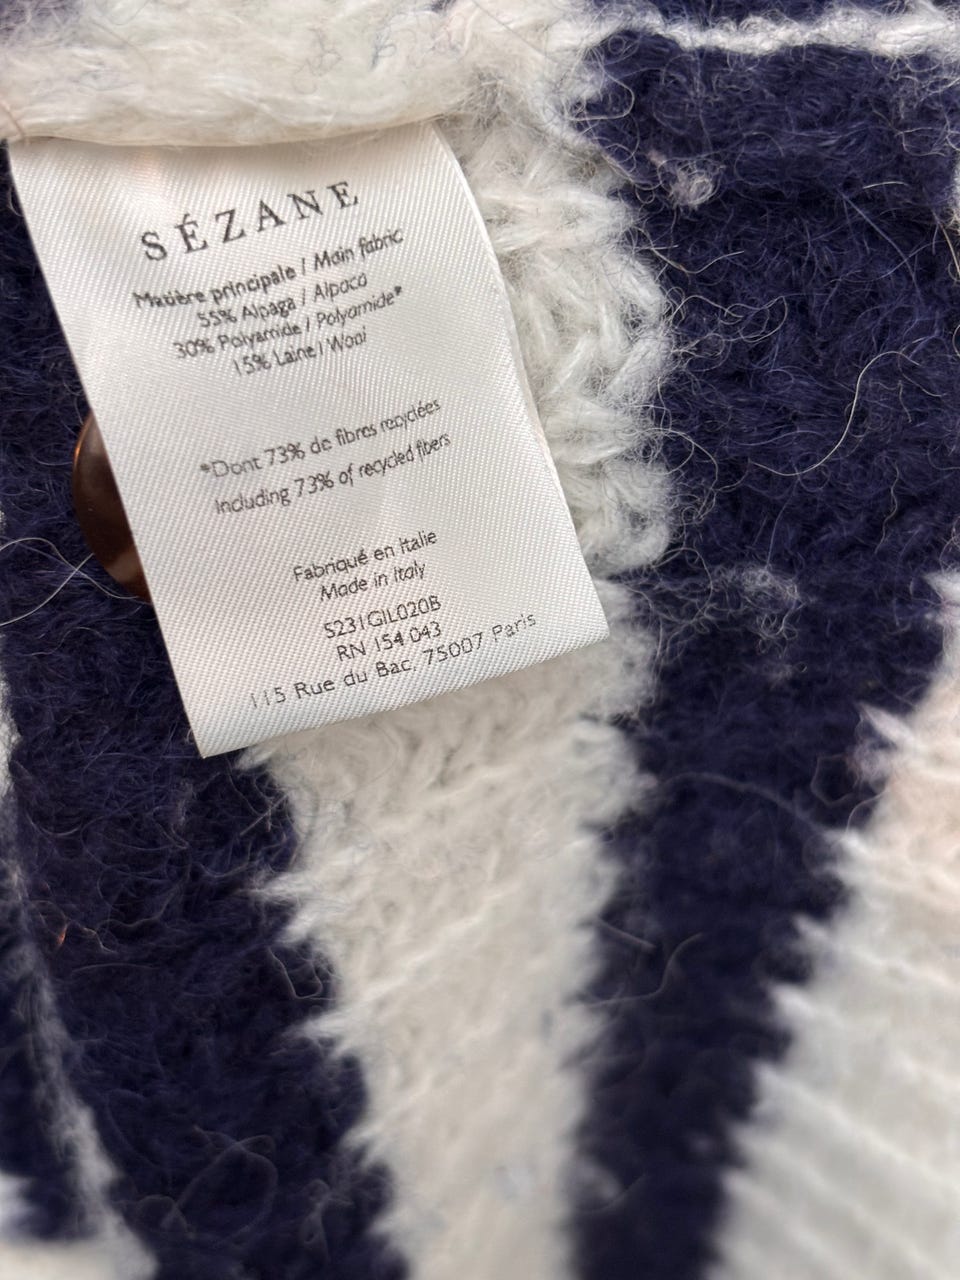 SÉZANE
Matière principale / Main fabric
55% Alpaga / Alpaca
30% Polyamide / Polyamide*
15% Laine / Wool
*Dont 73% de fibres recyclées
Including 73% of recycled fibers
Fabriqué en Italie
Made in Italy
S231GIL020B
RN 154 043
115 Rue du Bac, 75007 Paris